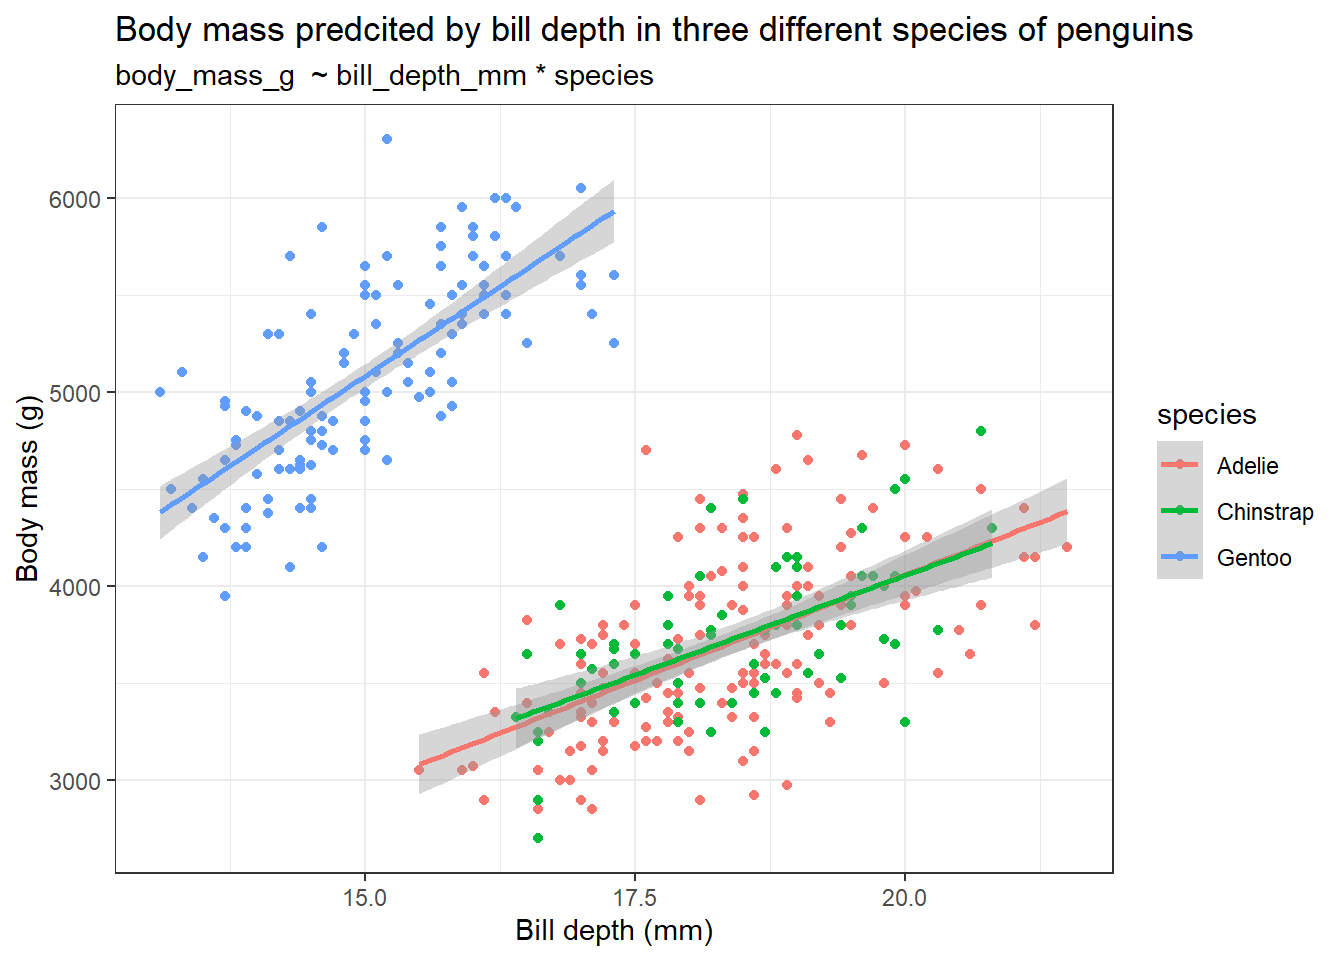 Body mass predcited by bill depth in three different species of penguins
body_mass_g ~ bill_depth_mm * species
6000
5000
4000
3000
Body mass (g)
15.0 17.5 20.0
Bill depth (mm)
species
Adelie
Chinstrap
Gentoo